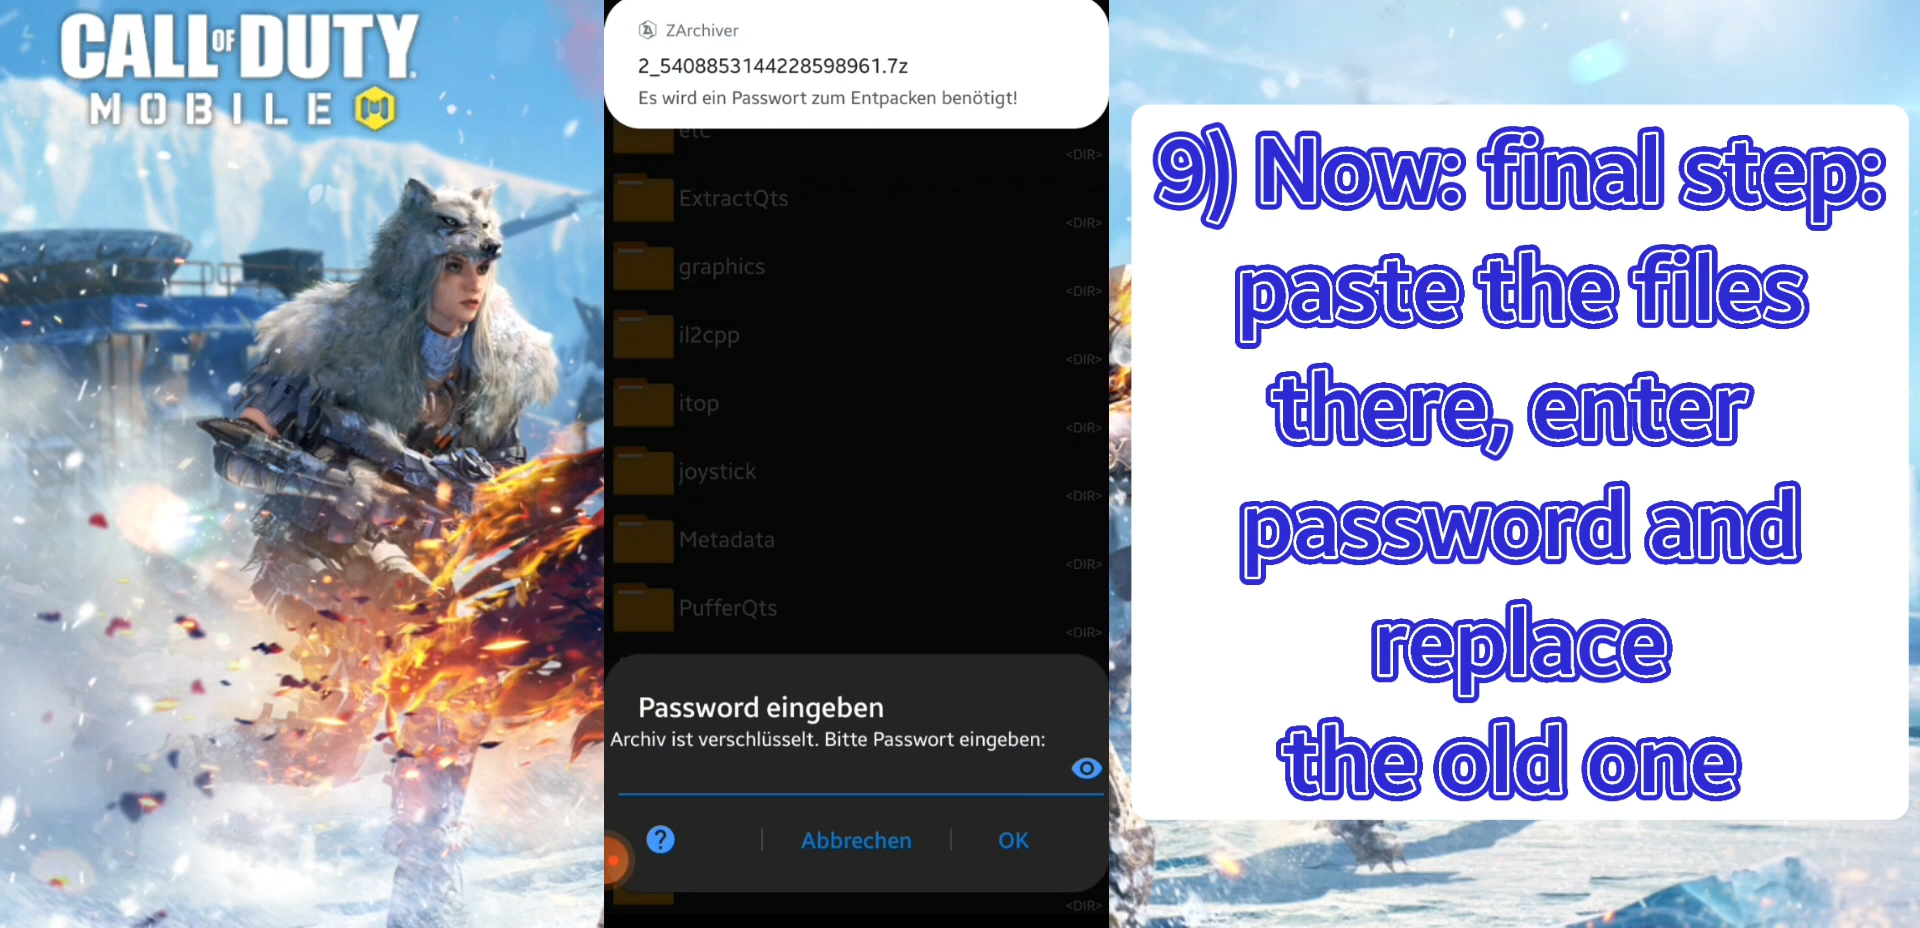 CALL OF DUTY
MOBILE
ZArchiver
2_5408853144228598961.7z
Es wird ein Passwort zum Entpacken benötigt!
etc
<DIR>
ExtractQts
<DIR>
graphics
<DIR>
il2cpp
<DIR>
itop
<DIR>
joystick
<DIR>
Metadata
<DIR>
PufferQts
<DIR>
Password eingeben
Archiv ist verschlüsselt. Bitte Passwort eingeben:
? Abbrechen OK
<DIR>
9) Now: final step:
paste the files
there, enter
password and
replace
the old one